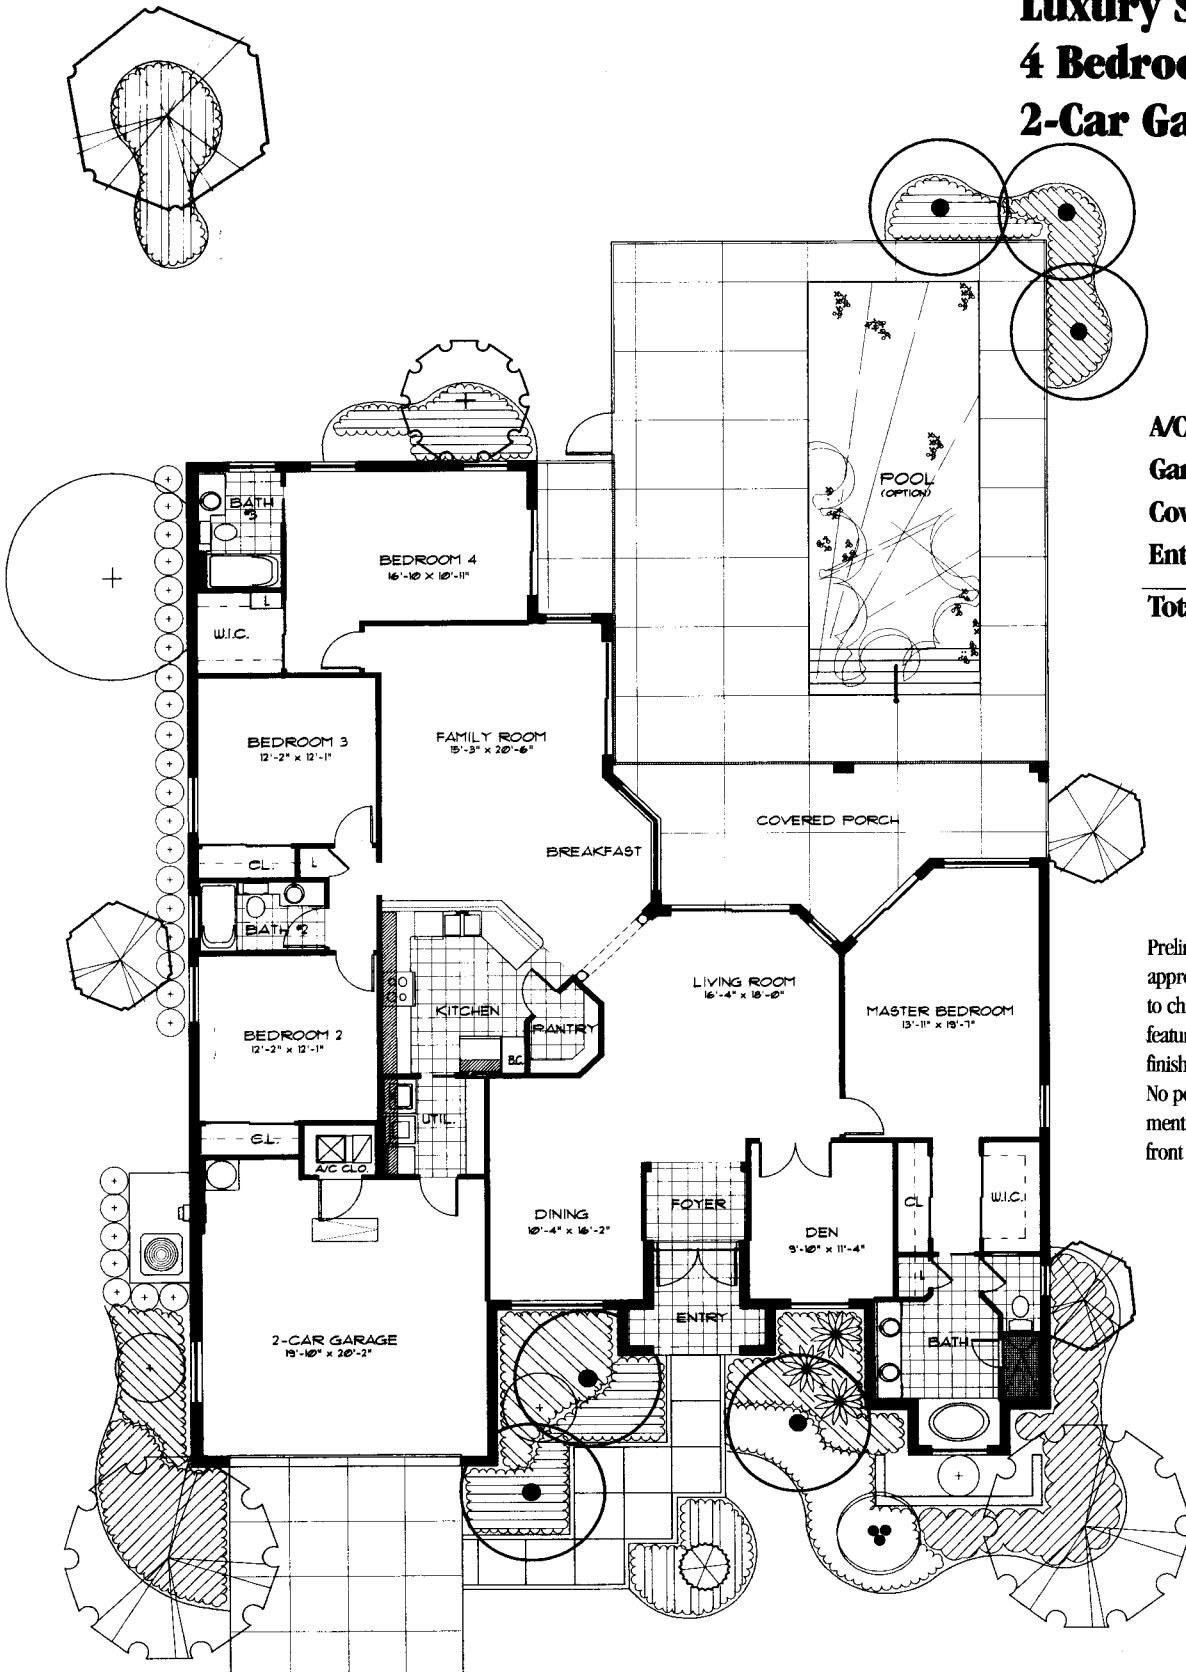 Luxury S
4 Bedroo
2-Car Ga
A/C
Gar
Cov
Ent
Tot
POOL
(OPTION)
BATH
#3
BEDROOM 4
16'-10" X 10'-11"
L
W.I.C.
FAMILY ROOM
15'-3" x 20'-6"
BEDROOM 3
12'-2" x 12'-1"
COVERED PORCH
BREAKFAST
CL.
L
BATH #2
LIVING ROOM
16'-4" x 18'-0"
KITCHEN
PANTRY
MASTER BEDROOM
13'-11" x 19'-7"
BEDROOM 2
12'-2" x 12'-1"
B.C.
UTIL.
CL.
A/C CLO.
Prelin
appro
to ch
featur
finish
No po
ment
front
FOYER
CL
W.I.C.
DINING
10'-4" x 16'-2"
DEN
9'-10" x 11'-4"
L
ENTRY
BATH
2-CAR GARAGE
19'-10" x 20'-2"